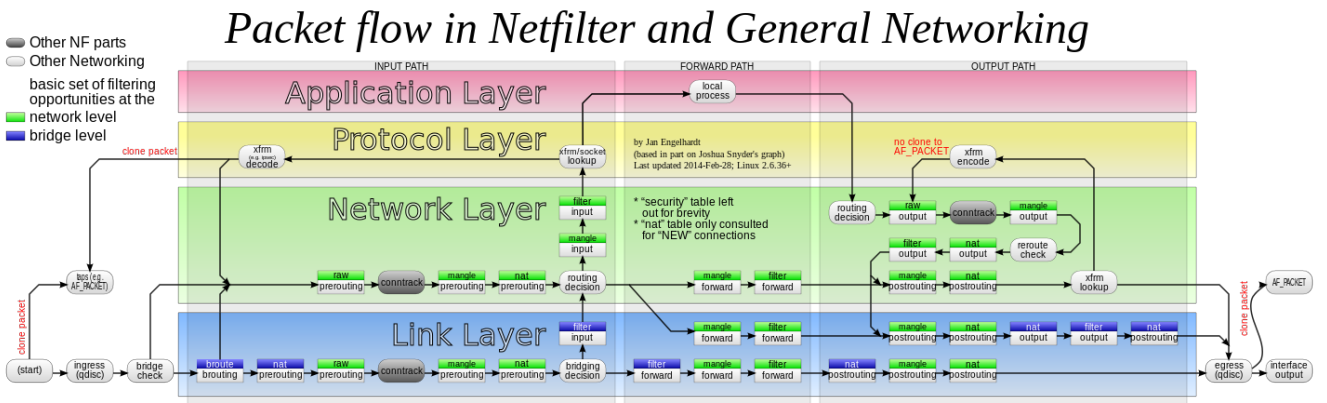 Packet flow in Netfilter and General Networking
Other NF parts
Other Networking
basic set of filtering
opportunities at the
network level
bridge level
INPUT PATH
FORWARD PATH
OUTPUT PATH
Application Layer
local
process
Protocol Layer
clone packet
xfrm
(e.g. ipsec)
decode
xfrm/socket
lookup
by Jan Engelhardt
(based in part on Joshua Snyder's graph)
Last updated 2014-Feb-28; Linux 2.6.36+
no clone to
AF_PACKET
xfrm
encode
Network Layer
filter
input
mangle
input
* “security” table left
out for brevity
* “nat” table only consulted
for “NEW” connections
routing
decision
raw
output
conntrack
mangle
output
filter
output
nat
output
reroute
check
taps (e.g.
AF_PACKET)
raw
prerouting
conntrack
mangle
prerouting
nat
prerouting
routing
decision
mangle
forward
filter
forward
mangle
postrouting
nat
postrouting
xfrm
lookup
AF_PACKET
clone packet
clone packet
Link Layer
filter
input
mangle
forward
filter
forward
mangle
postrouting
nat
postrouting
nat
output
filter
output
nat
postrouting
(start)
ingress
(qdisc)
bridge
check
broute
brouting
nat
prerouting
raw
prerouting
conntrack
mangle
prerouting
nat
prerouting
bridging
decision
filter
forward
mangle
forward
filter
forward
nat
postrouting
mangle
postrouting
nat
postrouting
egress
(qdisc)
interface
output